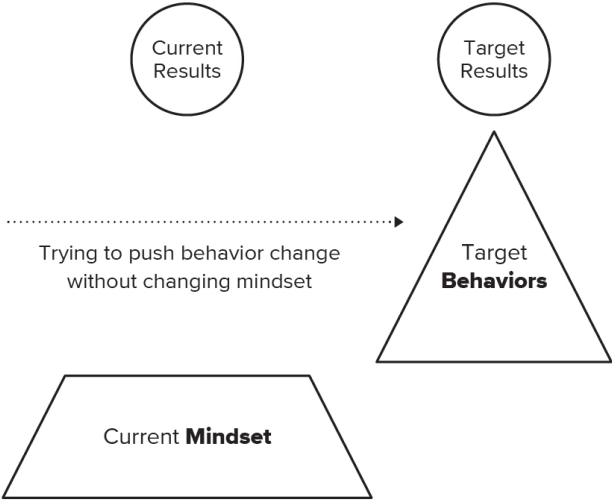 Current
Results
Target
Results
Trying to push behavior change
without changing mindset
Target
Behaviors
Current Mindset